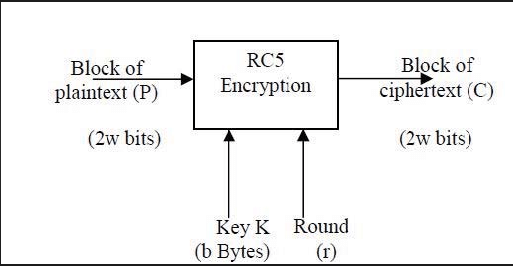 Block of
plaintext (P)
(2w bits)
RC5
Encryption
Block of
ciphertext (C)
(2w bits)
Key K
(b Bytes)
Round
(r)